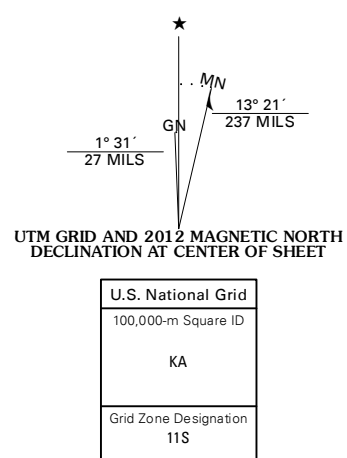 ★
MN
GN
13° 21´
237 MILS
1° 31´
27 MILS
UTM GRID AND 2012 MAGNETIC NORTH
DECLINATION AT CENTER OF SHEET
U.S. National Grid
100,000-m Square ID
KA
Grid Zone Designation
11S